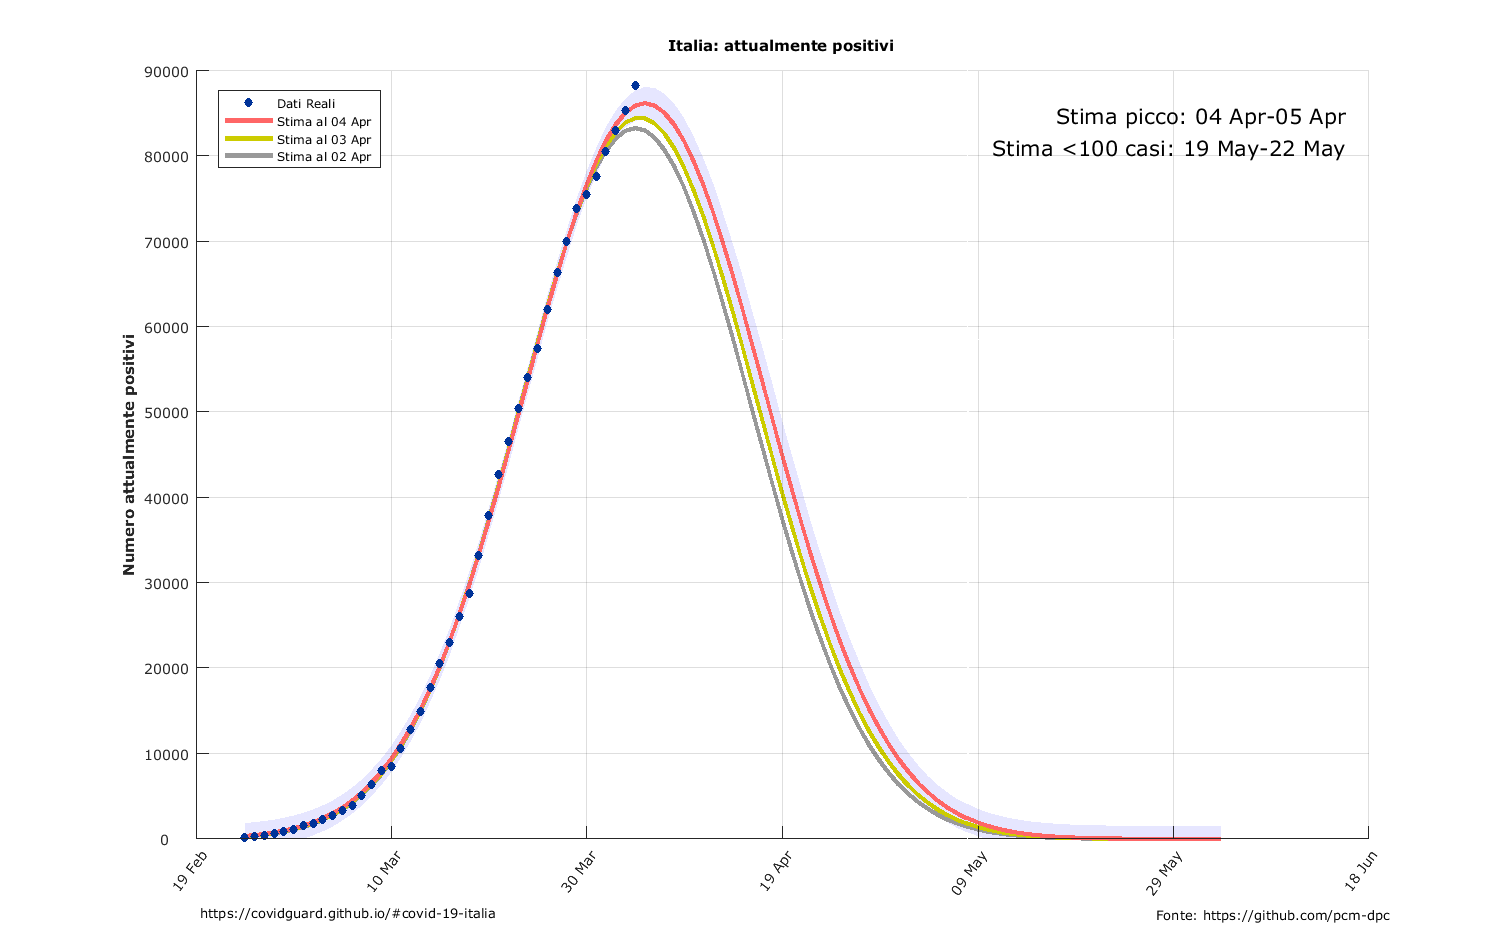 Italia: attualmente positivi
90000
80000
70000
60000
50000
40000
30000
20000
10000
0
Numero attualmente positivi
Dati Reali
Stima al 04 Apr
Stima al 03 Apr
Stima al 02 Apr
Stima picco: 04 Apr-05 Apr
Stima <100 casi: 19 May-22 May
19 Feb
10 Mar
30 Mar
19 Apr
09 May
29 May
18 Jun
https://covidguard.github.io/#covid-19-italia
Fonte: https://github.com/pcm-dpc